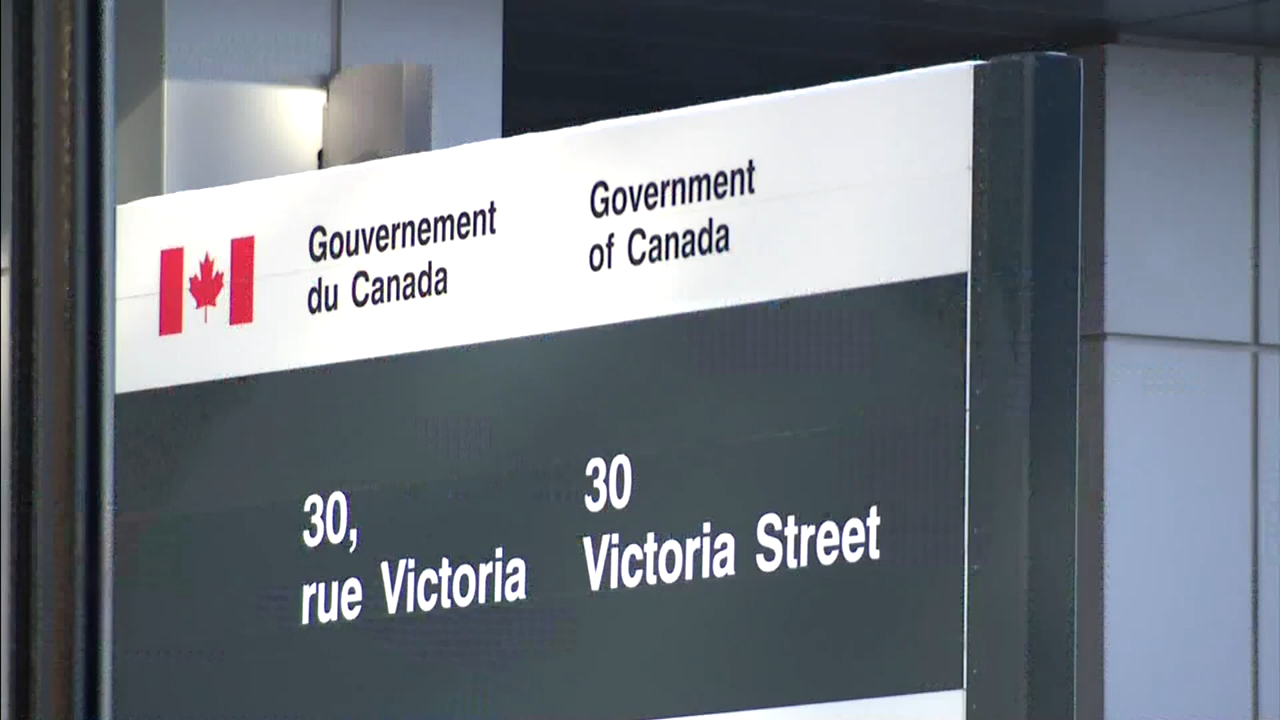 Gouvernement
du Canada
Government
of Canada
30,
rue Victoria
30
Victoria Street